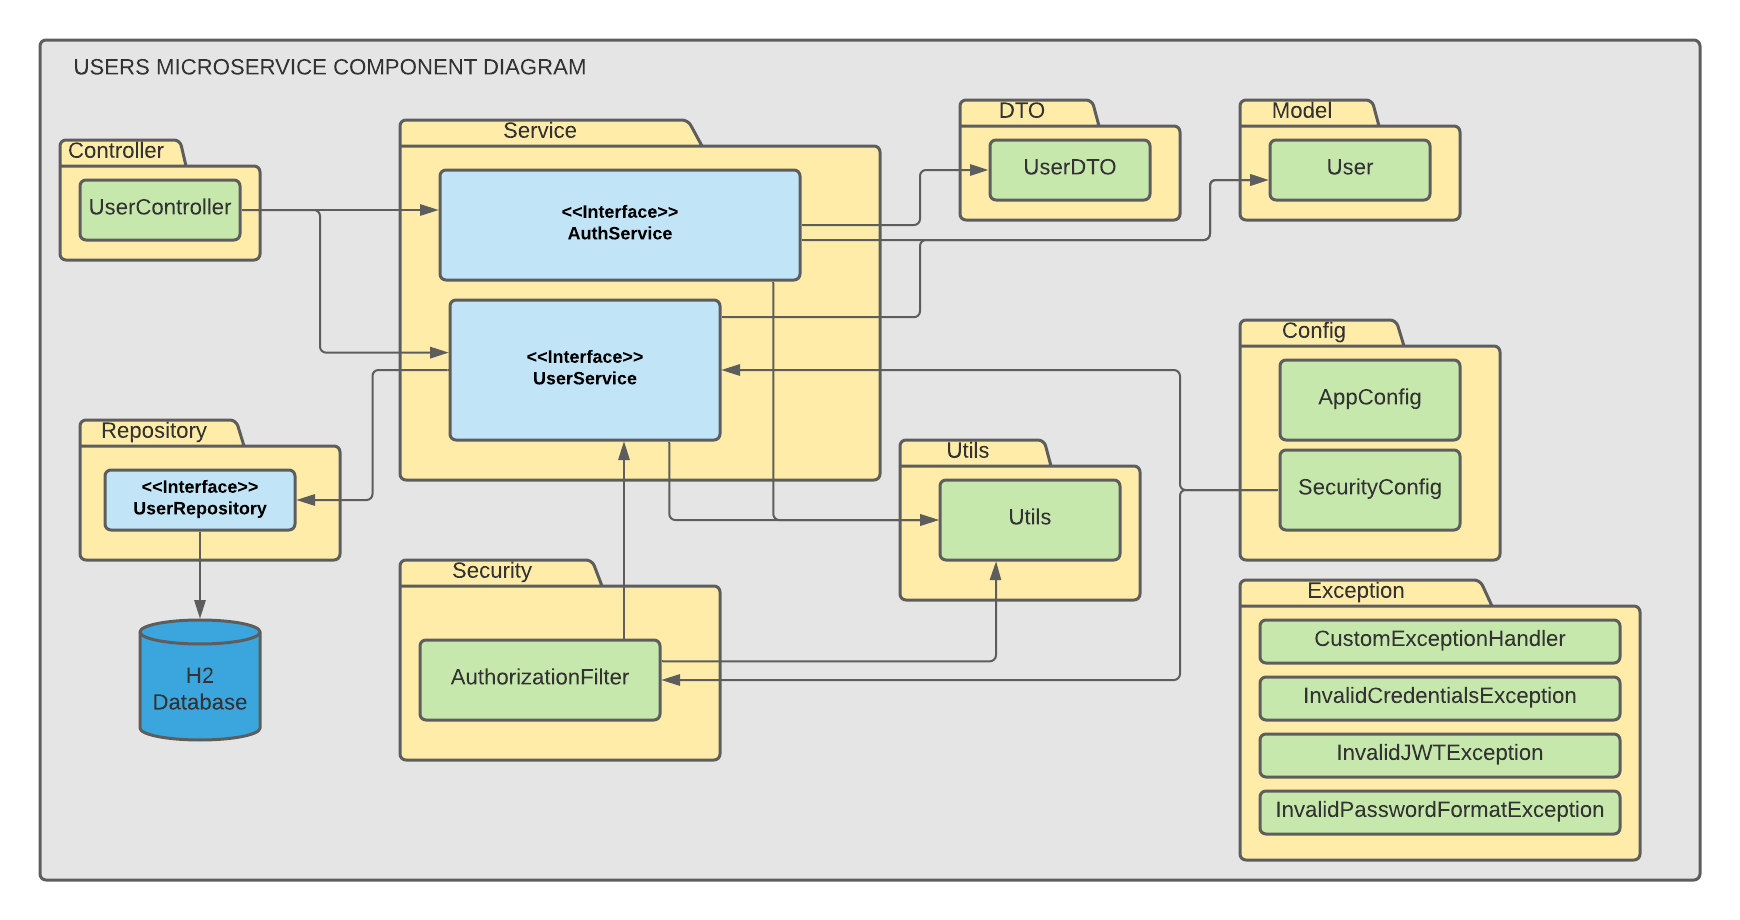 USERS MICROSERVICE COMPONENT DIAGRAM
Controller
UserController
Service
<<Interface>>
AuthService
<<Interface>>
UserService
DTO
UserDTO
Model
User
Config
AppConfig
SecurityConfig
Repository
<<Interface>>
UserRepository
H2
Database
Security
AuthorizationFilter
Utils
Utils
Exception
CustomExceptionHandler
InvalidCredentialsException
InvalidJWTException
InvalidPasswordFormatException